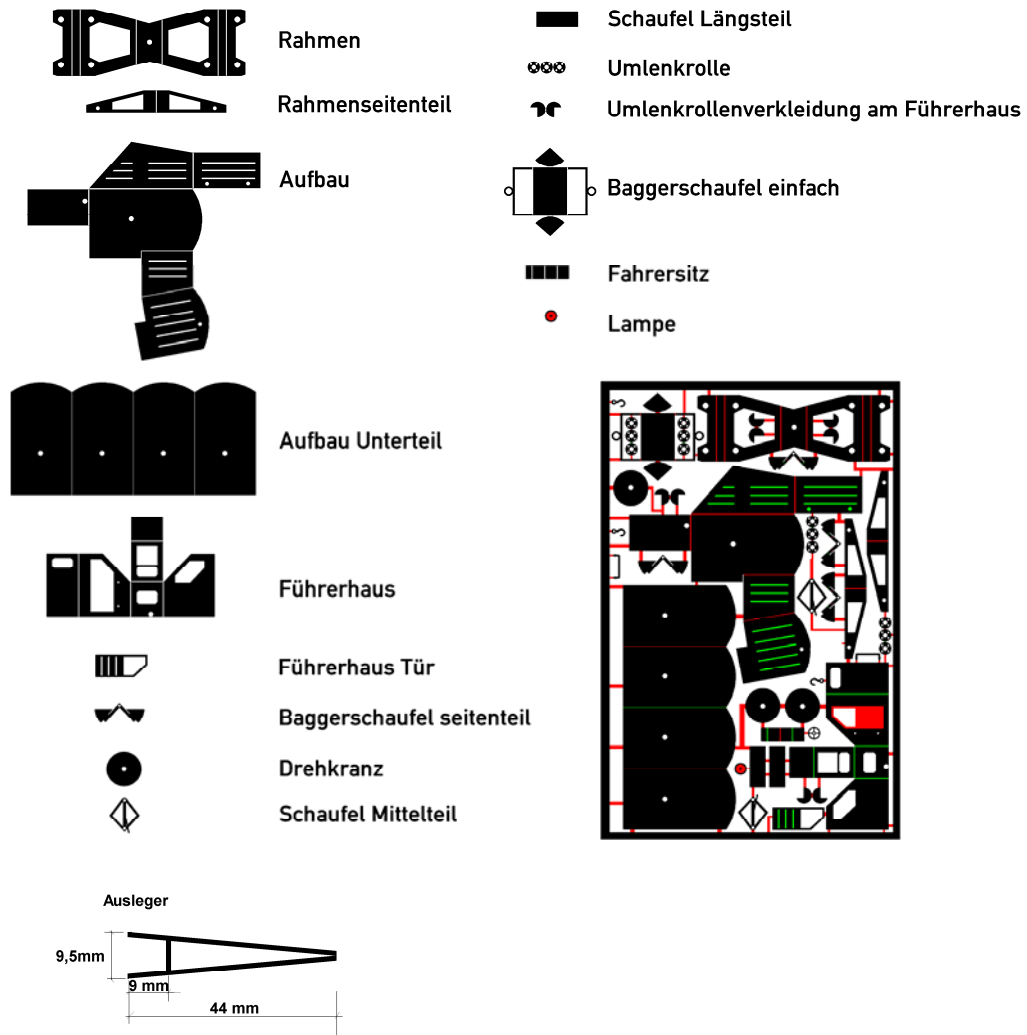 Rahmen
Rahmenseitenteil
Aufbau
Aufbau Unterteil
Führerhaus
Führerhaus Tür
Baggerschaufel seitenteil
Drehkranz
Schaufel Mittelteil
Schaufel Längsteil
Umlenkrolle
Umlenkrollenverkleidung am Führerhaus
Baggerschaufel einfach
Fahrersitz
Lampe
Ausleger
9,5mm
9 mm
44 mm